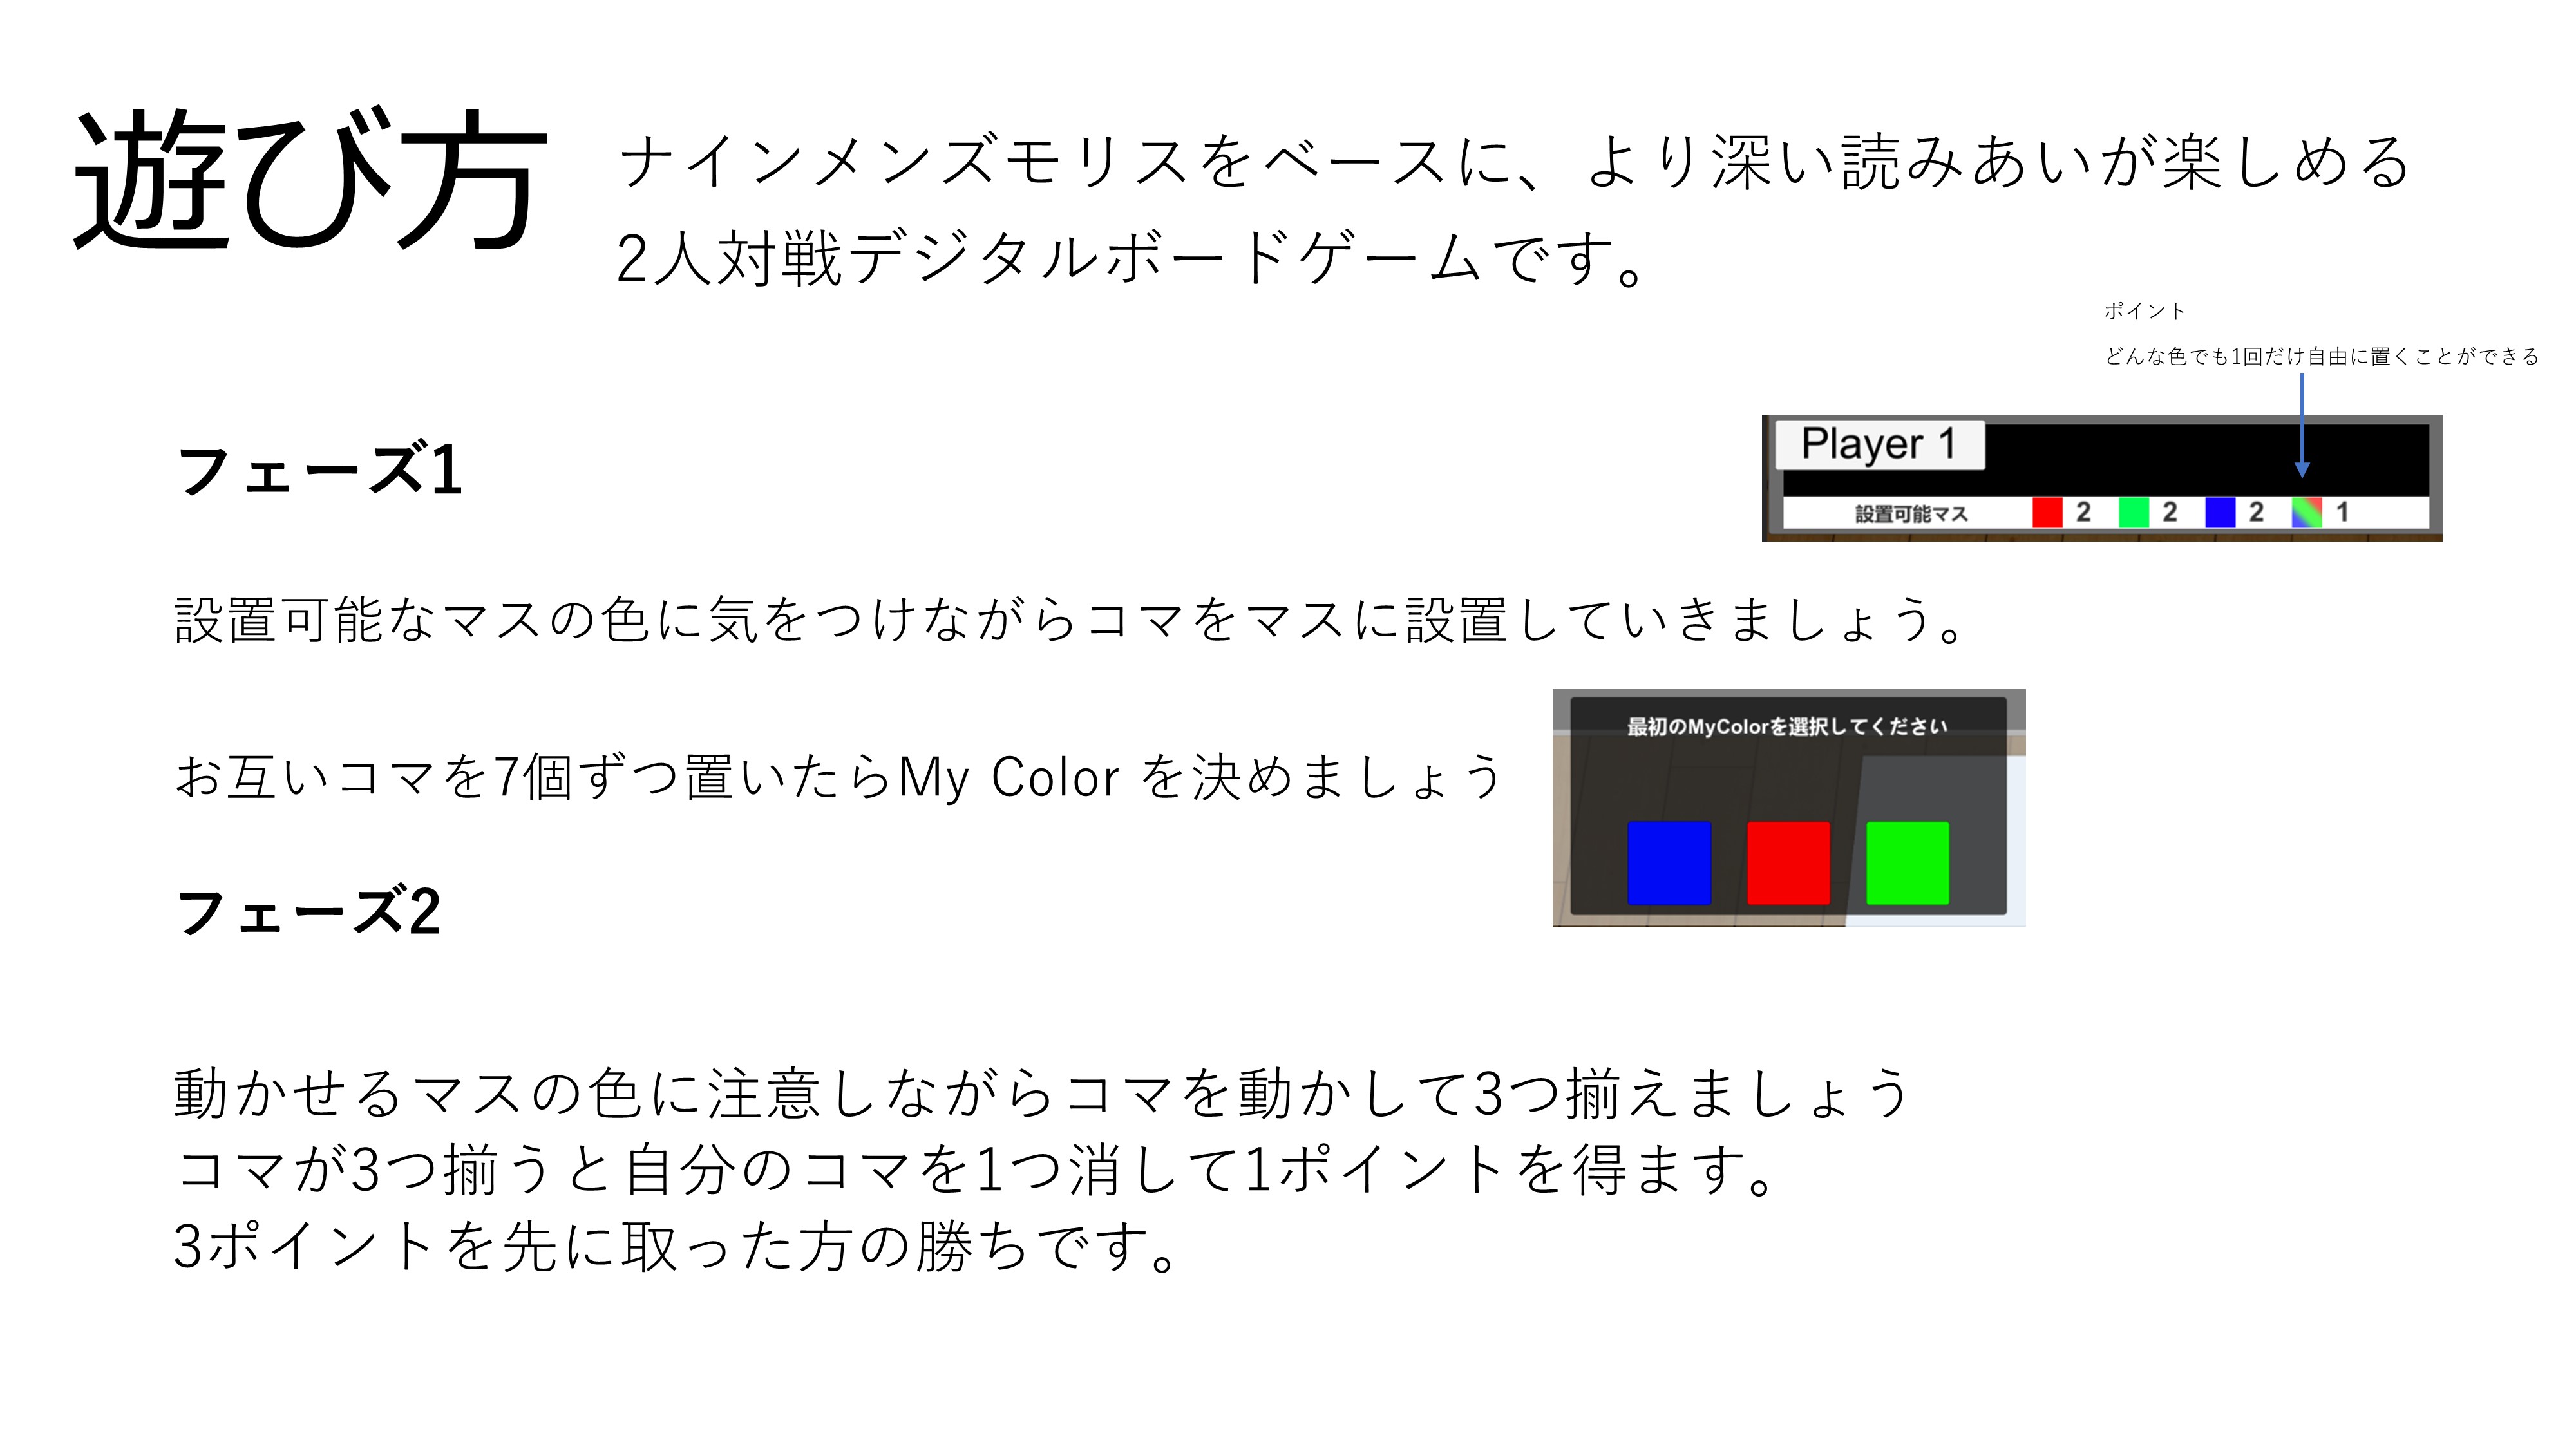 遊び方
ナインメンズモリスをベースに、より深い読みあいが楽しめる
2人対戦デジタルボードゲームです。
ポイント
どんな色でも1回だけ自由に置くことができる
フェーズ1
Player 1
設置可能マス 2 2 2 1
設置可能なマスの色に気をつけながらコマをマスに設置していきましょう。
最初のMyColorを選択してください
お互いコマを7個ずつ置いたらMy Color を決めましょう
フェーズ2
動かせるマスの色に注意しながらコマを動かして3つ揃えましょう
コマが3つ揃うと自分のコマを1つ消して1ポイントを得ます。
3ポイントを先に取った方の勝ちです。